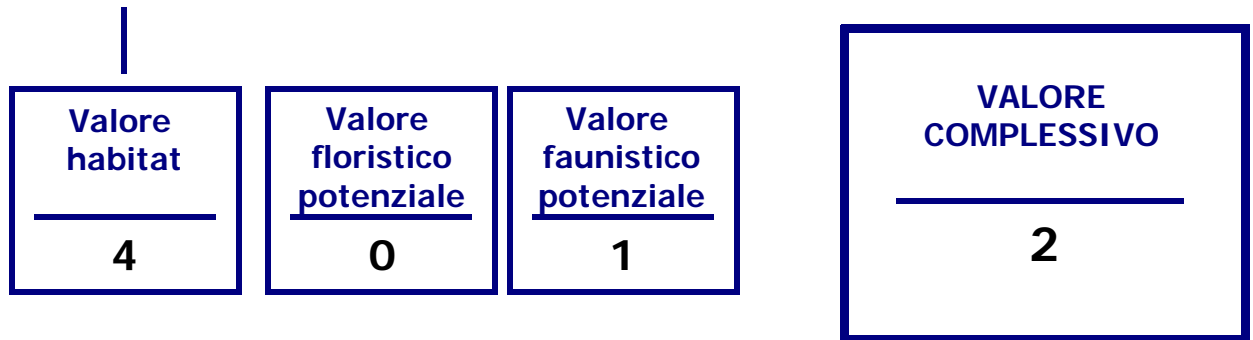 Valore
habitat
4
Valore
floristico
potenziale
0
Valore
faunistico
potenziale
1
VALORE
COMPLESSIVO
2